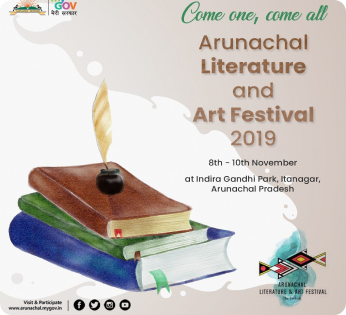 GOV
मेरी सरकार
Come one, come all
Arunachal
Literature
and
Art Festival
2019
8th - 10th November
at Indira Gandhi Park, Itanagar,
Arunachal Pradesh
ARUNACHAL
LITERATURE & ART FESTIVAL
Visit & Participate
www.arunachal.mygov.in